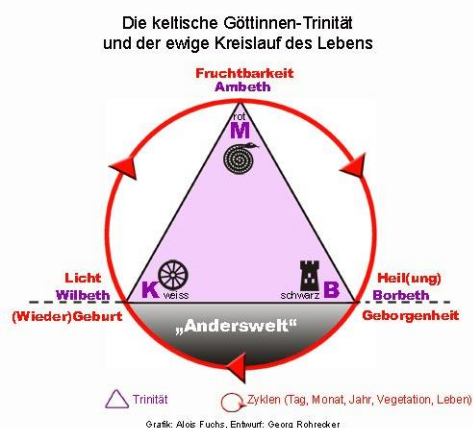 Die keltische Göttinnen-Trinität
und der ewige Kreislauf des Lebens
Fruchtbarkeit
Ambeth
rot
M
Licht
Wilbeth
(Wieder)Geburt
K weiss
schwarz B
Heil(ung)
Borbeth
Geborgenheit
„Anderswelt“
Trinität
Zyklen (Tag, Monat, Jahr, Vegetation, Leben)
Grafik: Alois Fuchs, Entwurf: Georg Rohrecker